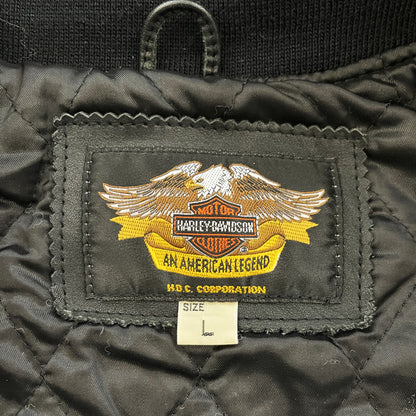 MOTOR
HARLEY-DAVIDSON
CLOTHES
®
AN AMERICAN LEGEND
H.D.C. CORPORATION
SIZE
L